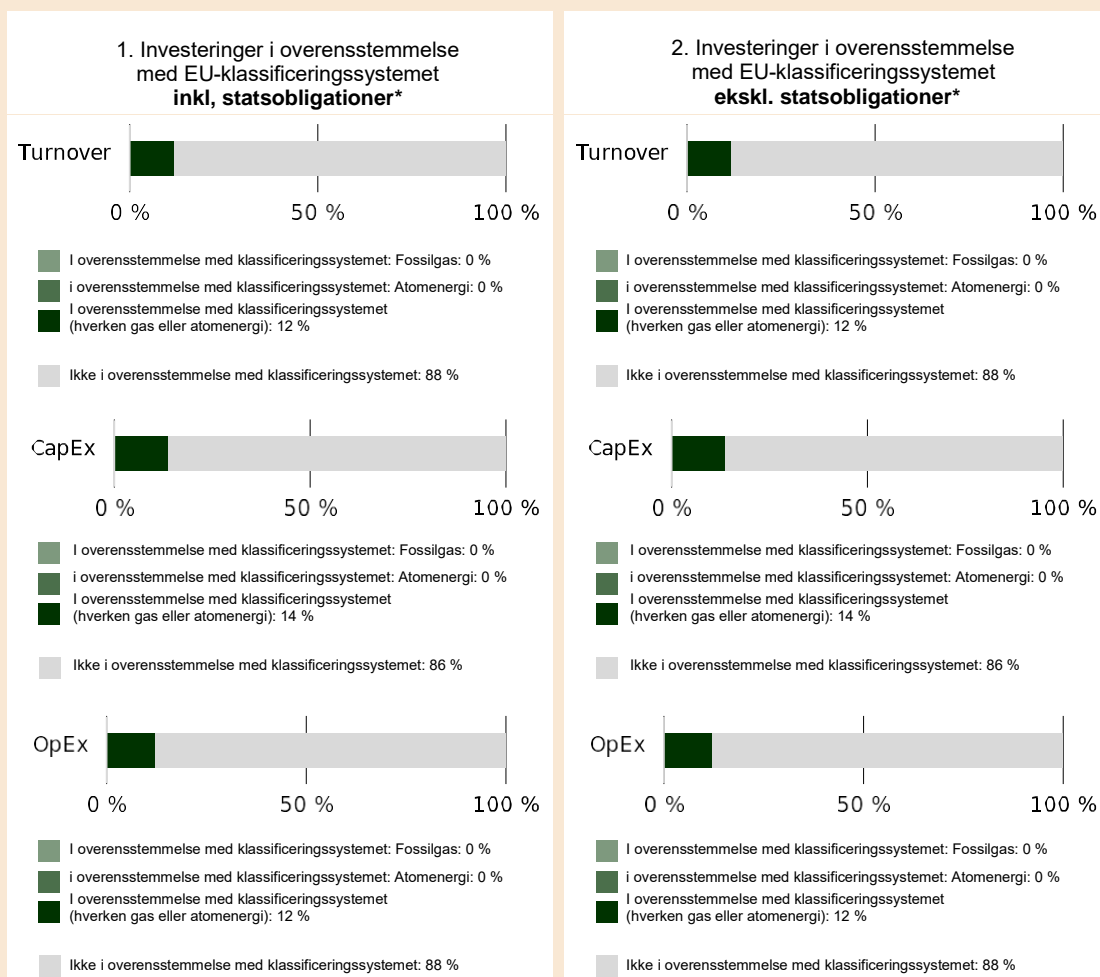 1. Investeringer i overensstemmelse
med EU-klassificeringssystemet
inkl, statsobligationer*
Turnover
0 %
50 %
100 %
I overensstemmelse med klassificeringssystemet: Fossilgas: 0 %
i overensstemmelse med klassificeringssystemet: Atomenergi: 0 %
I overensstemmelse med klassificeringssystemet
(hverken gas eller atomenergi): 12 %
Ikke i overensstemmelse med klassificeringssystemet: 88 %
CapEx
0 %
50 %
100 %
I overensstemmelse med klassificeringssystemet: Fossilgas: 0 %
i overensstemmelse med klassificeringssystemet: Atomenergi: 0 %
I overensstemmelse med klassificeringssystemet
(hverken gas eller atomenergi): 14 %
Ikke i overensstemmelse med klassificeringssystemet: 86 %
OpEx
0 %
50 %
100 %
I overensstemmelse med klassificeringssystemet: Fossilgas: 0 %
i overensstemmelse med klassificeringssystemet: Atomenergi: 0 %
I overensstemmelse med klassificeringssystemet
(hverken gas eller atomenergi): 12 %
Ikke i overensstemmelse med klassificeringssystemet: 88 %
2. Investeringer i overensstemmelse
med EU-klassificeringssystemet
ekskl. statsobligationer*
Turnover
0 %
50 %
100 %
I overensstemmelse med klassificeringssystemet: Fossilgas: 0 %
i overensstemmelse med klassificeringssystemet: Atomenergi: 0 %
I overensstemmelse med klassificeringssystemet
(hverken gas eller atomenergi): 12 %
Ikke i overensstemmelse med klassificeringssystemet: 88 %
CapEx
0 %
50 %
100 %
I overensstemmelse med klassificeringssystemet: Fossilgas: 0 %
i overensstemmelse med klassificeringssystemet: Atomenergi: 0 %
I overensstemmelse med klassificeringssystemet
(hverken gas eller atomenergi): 14 %
Ikke i overensstemmelse med klassificeringssystemet: 86 %
OpEx
0 %
50 %
100 %
I overensstemmelse med klassificeringssystemet: Fossilgas: 0 %
i overensstemmelse med klassificeringssystemet: Atomenergi: 0 %
I overensstemmelse med klassificeringssystemet
(hverken gas eller atomenergi): 12 %
Ikke i overensstemmelse med klassificeringssystemet: 88 %